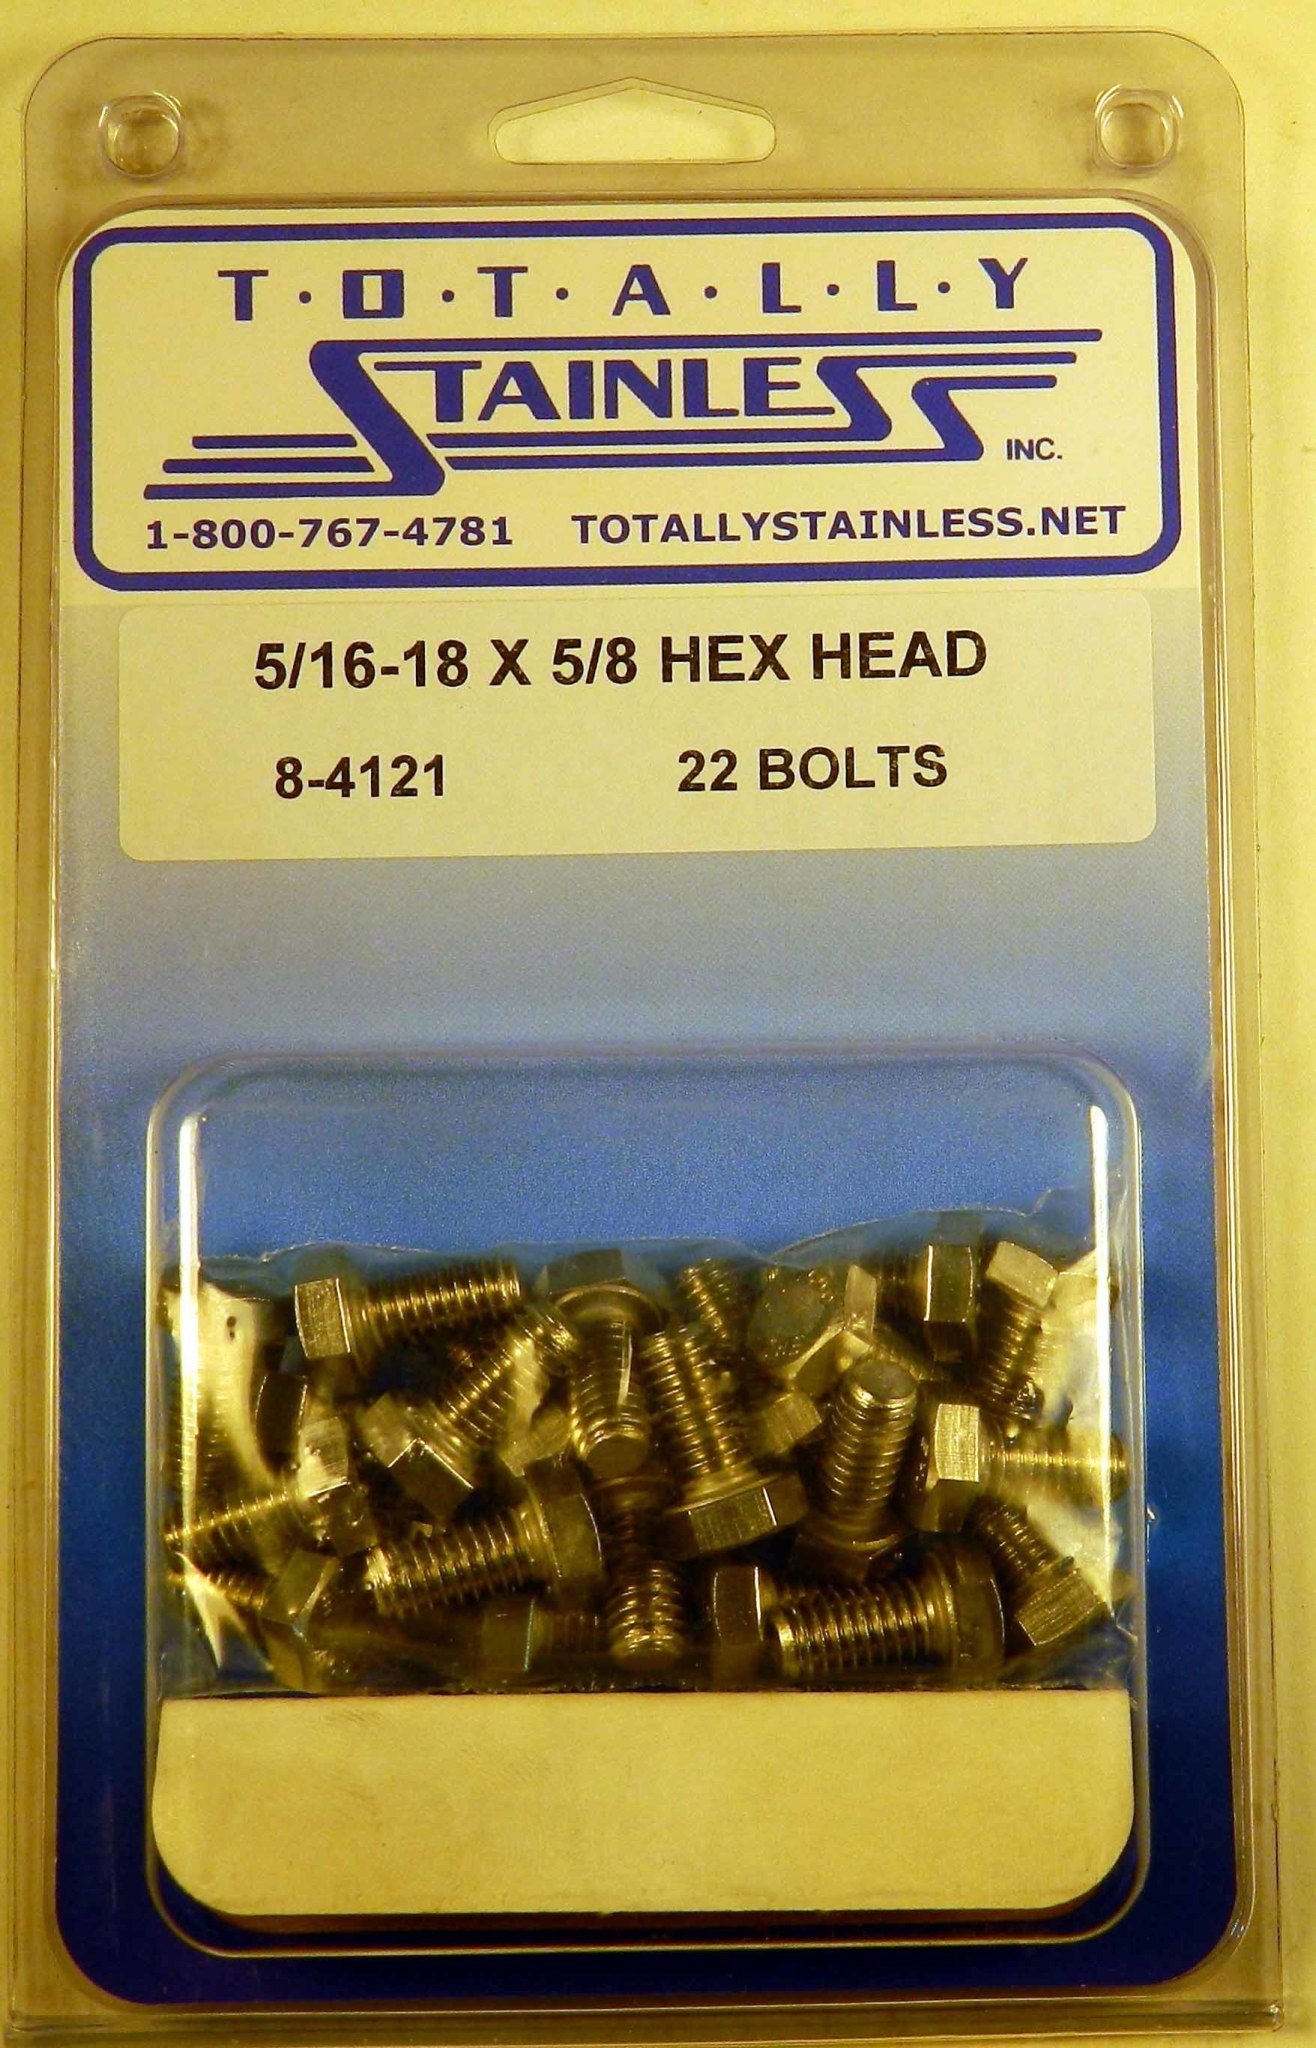 T·O·T·A·L·L·Y
STAINLESS
INC.
1-800-767-4781 TOTALLYSTAINLESS.NET
5/16-18 X 5/8 HEX HEAD
8-4121 22 BOLTS